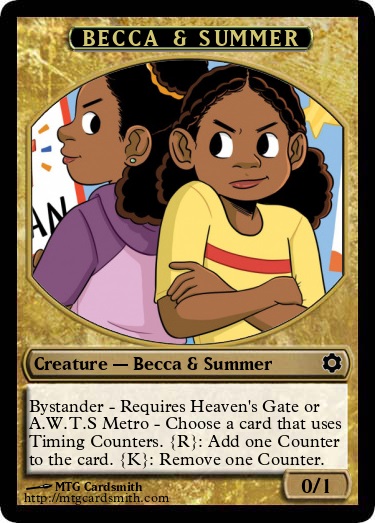 BECCA & SUMMER
AN
Creature — Becca & Summer
Bystander - Requires Heaven's Gate or
A.W.T.S Metro - Choose a card that uses
Timing Counters. {R}: Add one Counter
to the card. {K}: Remove one Counter.
MTG Cardsmith
http://mtgcardsmith.com
0/1